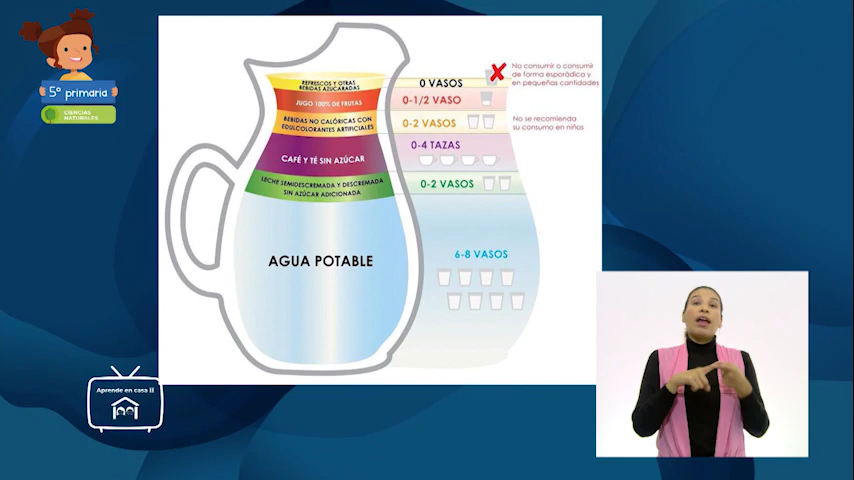 5º primaria
CIENCIAS
NATURALES
REFRESCOS Y OTRAS
BEBIDAS AZUCARADAS
0 VASOS
No consumir o consumir
de forma esporádica y
en pequeñas cantidades
JUGO 100% DE FRUTAS
0-1/2 VASO
BEBIDAS NO CALÓRICAS CON
EDULCOLORANTES ARTIFICIALES
0-2 VASOS
No se recomienda
su consumo en niños
CAFÉ Y TÉ SIN AZÚCAR
0-4 TAZAS
LECHE SEMIDESCREMADA Y DESCREMADA
SIN AZÚCAR ADICIONADA
0-2 VASOS
AGUA POTABLE
6-8 VASOS
Aprende en casa II